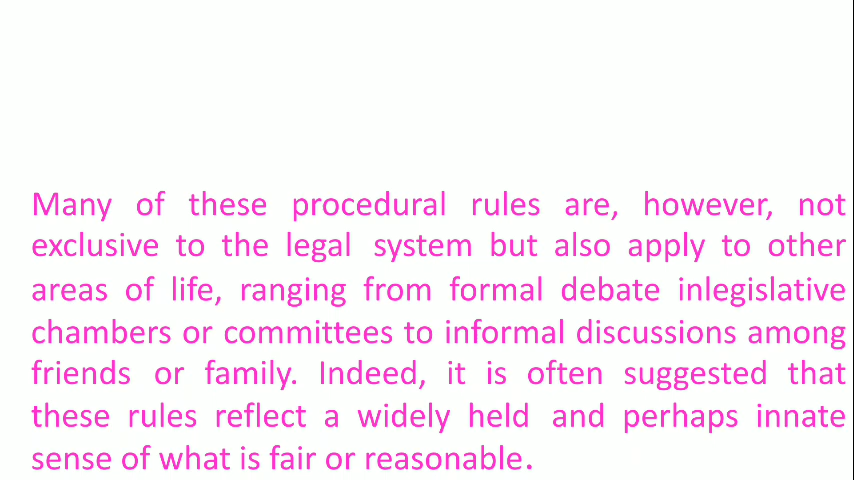 Many of these procedural rules are, however, not
exclusive to the legal system but also apply to other
areas of life, ranging from formal debate inlegislative
chambers or committees to informal discussions among
friends or family. Indeed, it is often suggested that
these rules reflect a widely held and perhaps innate
sense of what is fair or reasonable.